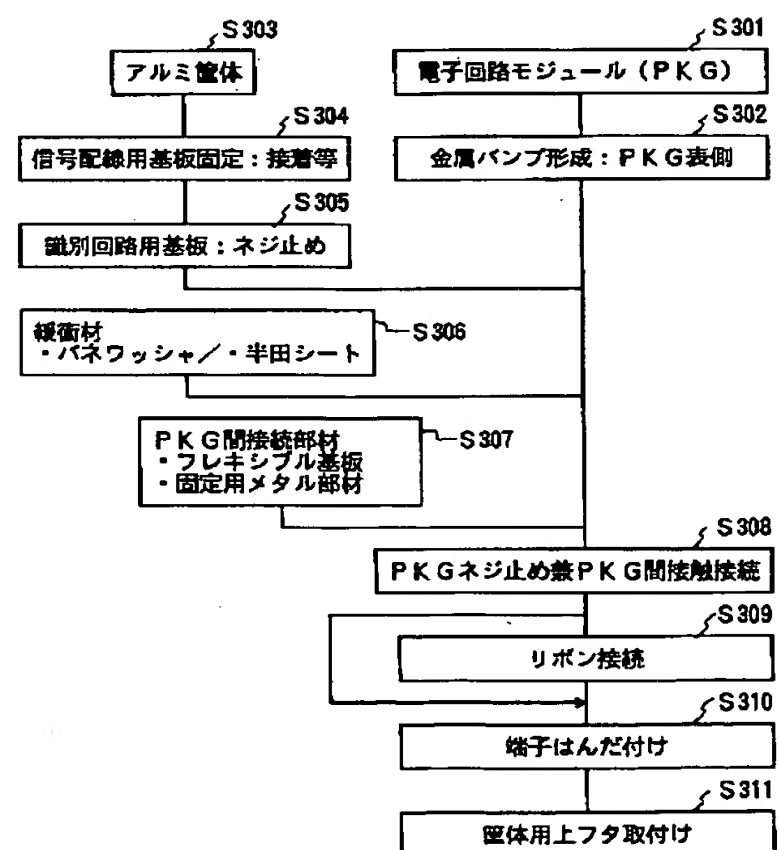 S303
アルミ筐体
S301
電子回路モジュール（PKG）
S304
信号配線用基板固定：接着等
S302
金属バンプ形成：PKG表側
S305
識別回路用基板：ネジ止め
S306
緩衝材
・バネワッシャ／・半田シート
S307
PKG間接続部材
・フレキシブル基板
・固定用メタル部材
S308
PKGネジ止め兼PKG間接触接続
S309
リボン接続
S310
端子はんだ付け
S311
筐体用上フタ取付け